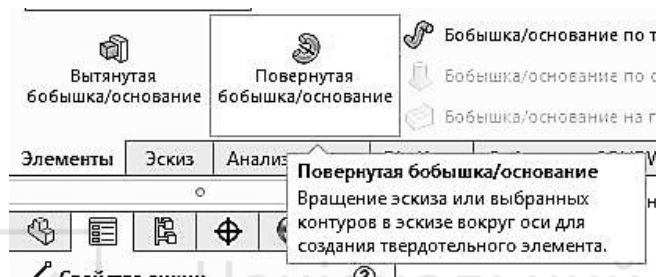 Вытянутая
бобышка/основание
Повернутая
бобышка/основание
Бобышка/основание по
Бобышка/основание по
Бобышка/основание на
Элементы
Эскиз
Анализ
Повернутая бобышка/основание
Вращение эскиза или выбранных
контуров в эскизе вокруг оси для
создания твердотельного элемента.